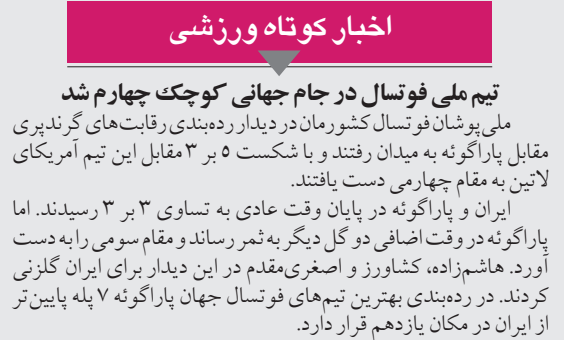 اخبار کوتاه ورزشی
تیم ملی فوتسال در جام جهانی کوچک چهارم شد
ملی‌پوشان فوتسال کشورمان در دیدار رده‌بندی رقابت‌های گرندپری
مقابل پاراگوئه به میدان رفتند و با شکست ۵ بر ۳ مقابل این تیم آمریکای
لاتین به مقام چهارمی دست یافتند.
ایران و پاراگوئه در پایان وقت عادی به تساوی ۳ بر ۳ رسیدند. اما
پاراگوئه در وقت اضافی دو گل دیگر به ثمر رساند و مقام سومی را به دست
آورد. هاشم‌زاده، کشاورز و اصغری‌مقدم در این دیدار برای ایران گلزنی
کردند. در رده‌بندی بهترین تیم‌های فوتسال جهان پاراگوئه ۷ پله پایین‌تر
از ایران در مکان یازدهم قرار دارد.